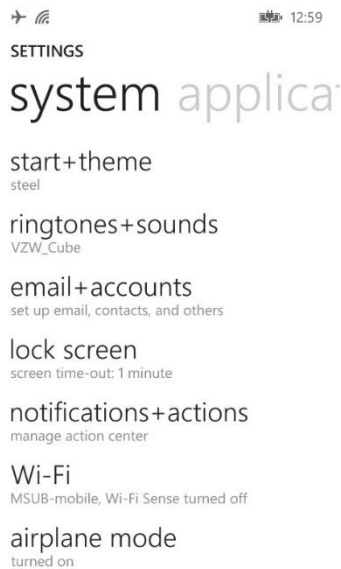 12:59
SETTINGS
system applica
start+theme
steel
ringtones+sounds
VZW_Cube
email+accounts
set up email, contacts, and others
lock screen
screen time-out: 1 minute
notifications+actions
manage action center
Wi-Fi
MSUB-mobile, Wi-Fi Sense turned off
airplane mode
turned on